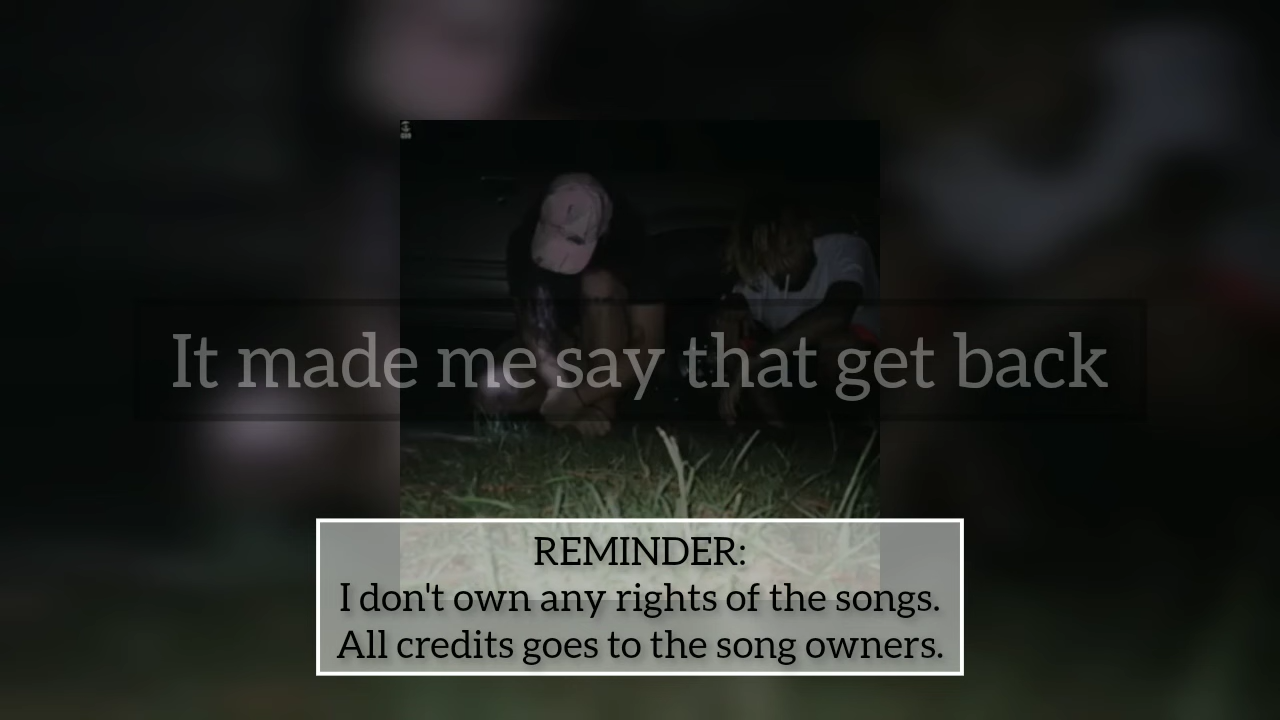 It made me say that get back
REMINDER:
I don't own any rights of the songs.
All credits goes to the song owners.